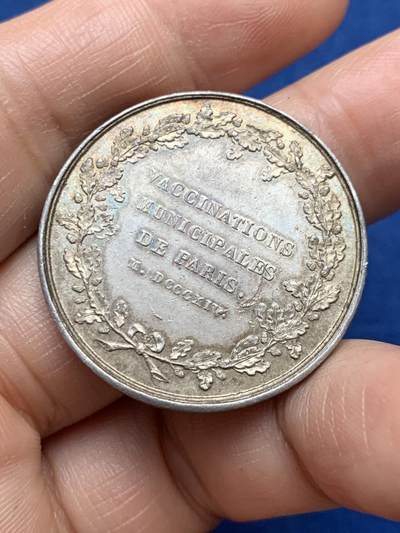 VACCINATIONS
MUNICIPALES
DE PARIS.
M. DCCCXIV.